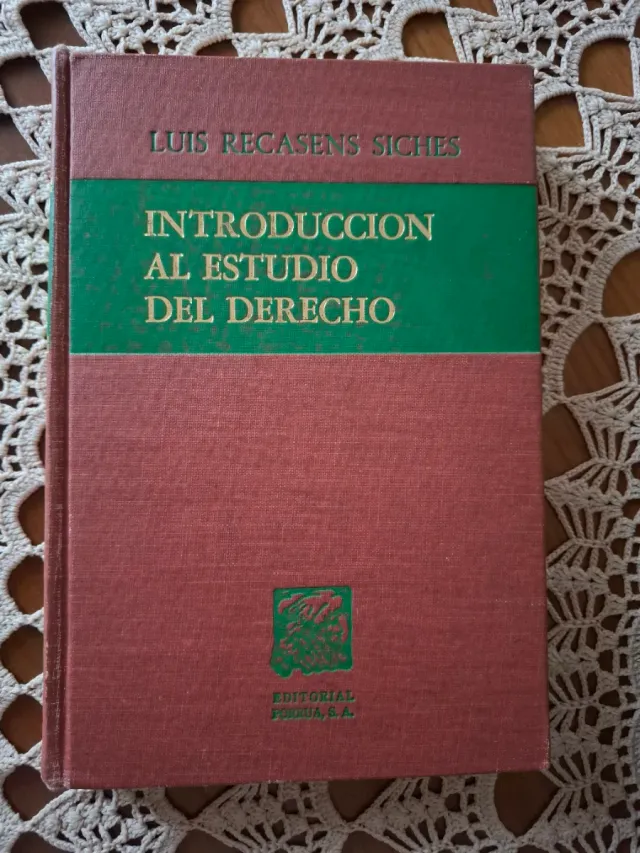 LUIS RECASENS SICHES
INTRODUCCION
AL ESTUDIO
DEL DERECHO
EDITORIAL
PORRUA, S. A.